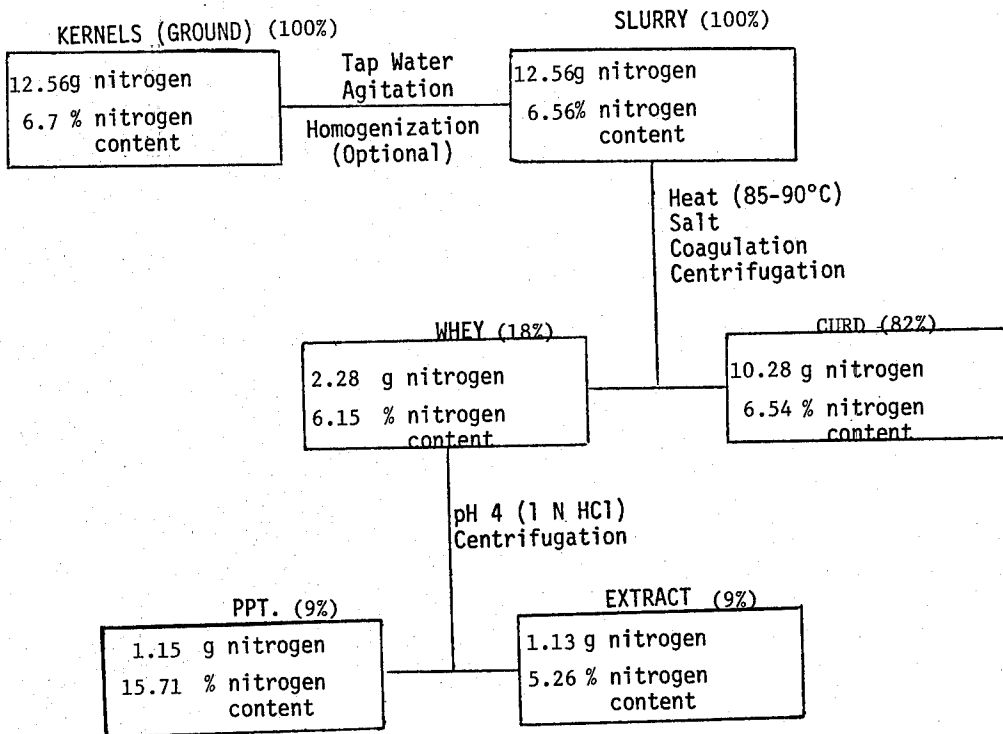 KERNELS (GROUND) (100%)
12.56g nitrogen
6.7 % nitrogen
content
Tap Water
Agitation
Homogenization
(Optional)
SLURRY (100%)
12.56g nitrogen
6.56% nitrogen
content
Heat (85-90°C)
Salt
Coagulation
Centrifugation
WHEY (18%)
2.28 g nitrogen
6.15 % nitrogen
content
CURD (82%)
10.28 g nitrogen
6.54 % nitrogen
content
pH 4 (1 N HCl)
Centrifugation
PPT. (9%)
1.15 g nitrogen
15.71 % nitrogen
content
EXTRACT (9%)
1.13 g nitrogen
5.26 % nitrogen
content